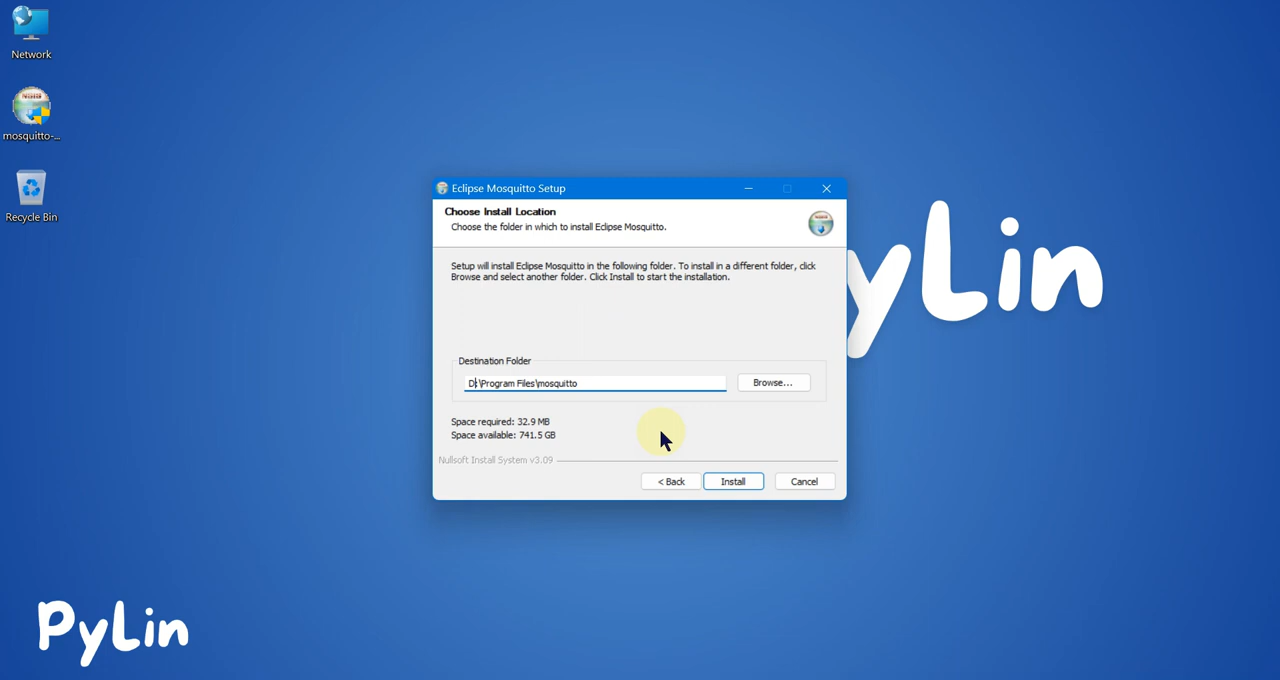 Network
mosquitto-...
Recycle Bin
Eclipse Mosquitto Setup
Choose Install Location
Choose the folder in which to install Eclipse Mosquitto.
Setup will install Eclipse Mosquitto in the following folder. To install in a different folder, click
Browse and select another folder. Click Install to start the installation.
Destination Folder
D:\Program Files\mosquitto
Browse...
Space required: 32.9 MB
Space available: 741.5 GB
Nullsoft Install System v3.09
< Back
Install
Cancel
yLin
PyLin